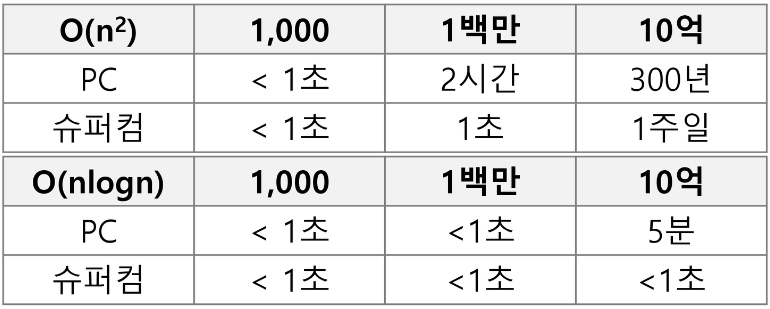 O(n²) 1,000 1백만 10억
PC < 1초 2시간 300년
슈퍼컴 < 1초 1초 1주일
O(nlogn) 1,000 1백만 10억
PC < 1초 <1초 5분
슈퍼컴 < 1초 <1초 <1초